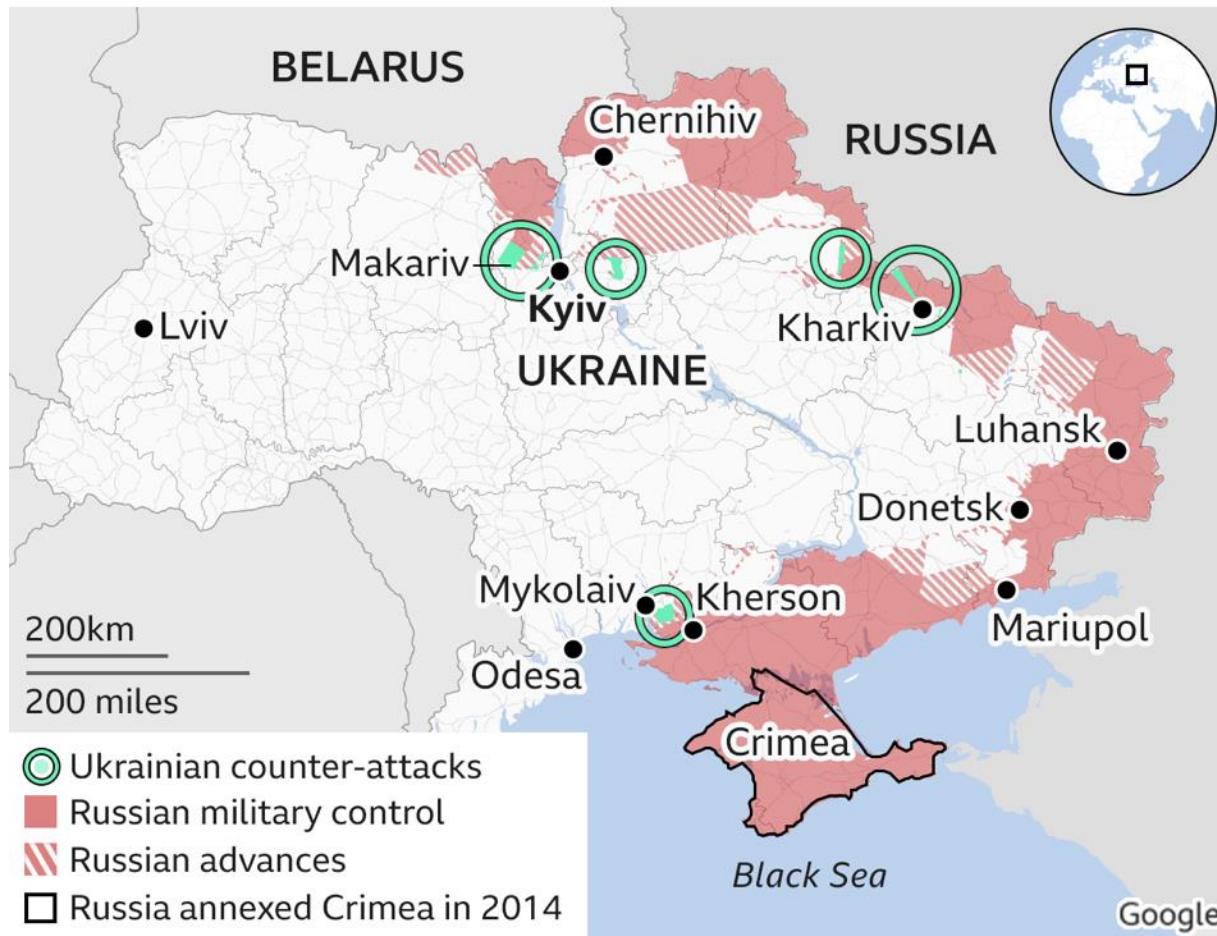 BELARUS
Chernihiv
RUSSIA
Makariv
Kyiv
Lviv
Kharkiv
UKRAINE
Luhansk
Donetsk
Mykolaiv
Kherson
Mariupol
Odesa
200km
200 miles
Crimea
Ukrainian counter-attacks
Russian military control
Russian advances
Russia annexed Crimea in 2014
Black Sea
Google